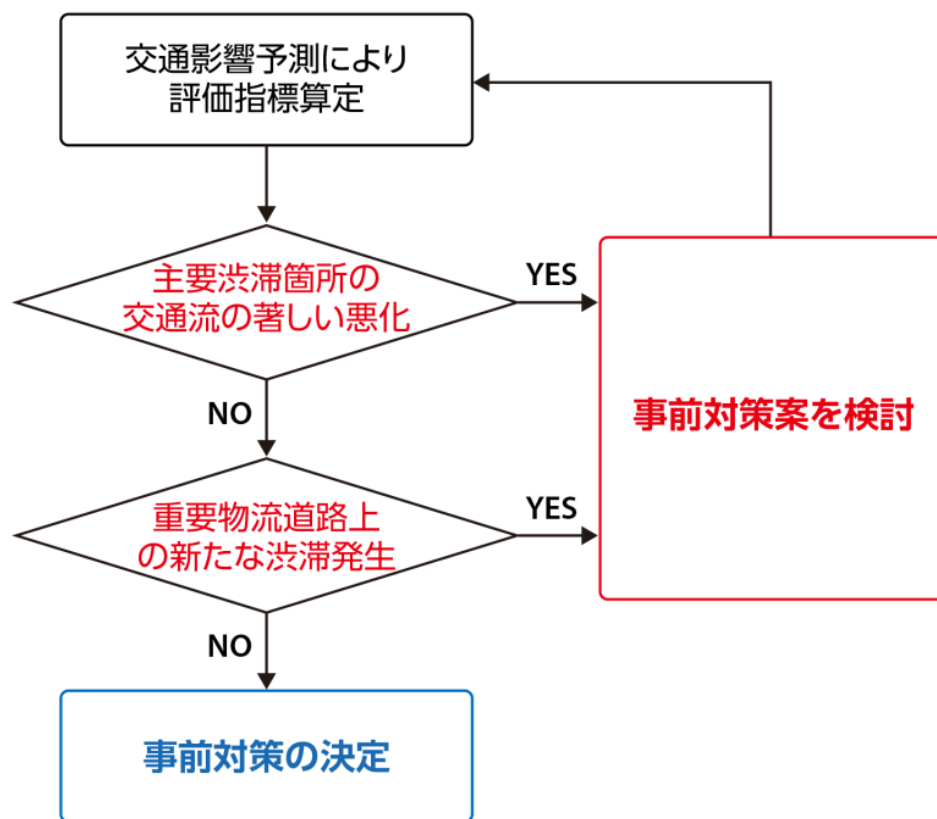 交通影響予測により
評価指標算定
主要渋滞箇所の
交通流の著しい悪化
YES
NO
事前対策案を検討
重要物流道路上
の新たな渋滞発生
YES
NO
事前対策の決定